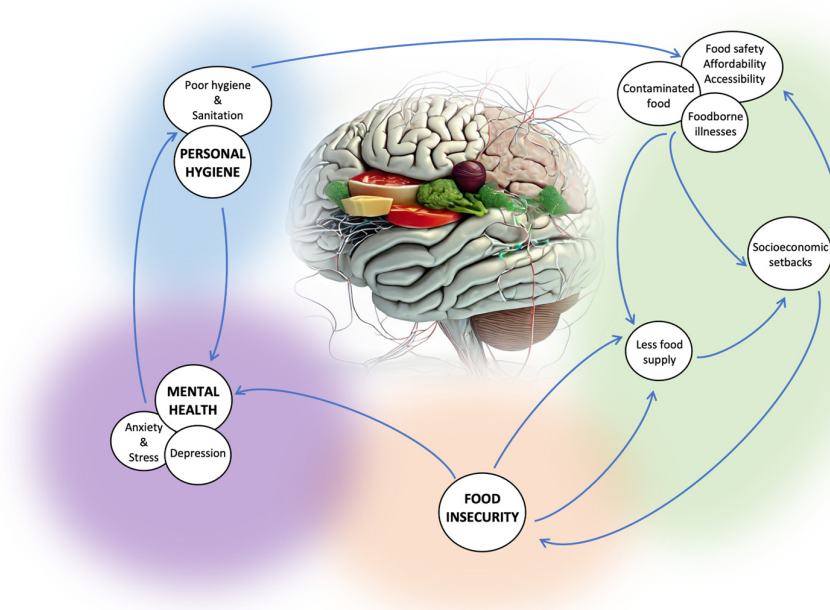 Food safety
Affordability
Accessibility
Contaminated
food
Foodborne
illnesses
Poor hygiene
&
Sanitation
PERSONAL
HYGIENE
Socioeconomic
setbacks
Less food
supply
MENTAL
HEALTH
Anxiety
&
Stress
Depression
FOOD
INSECURITY